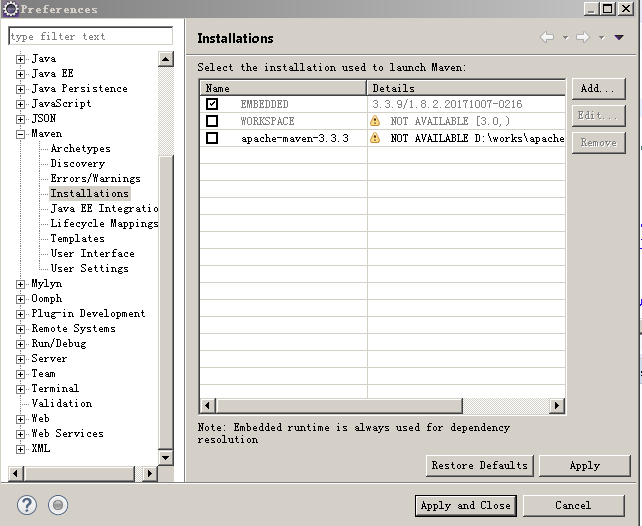 Preferences
type filter text
Java
Java EE
Java Persistence
JavaScript
JSON
Maven
Archetypes
Discovery
Errors/Warnings
Installations
Java EE Integratio
Lifecycle Mappings
Templates
User Interface
User Settings
Mylyn
Oomph
Plug-in Development
Remote Systems
Run/Debug
Server
Team
Terminal
Validation
Web
Web Services
XML
Installations
Select the installation used to launch Maven:
Name Details
EMBEDDED 3.3.9/1.8.2.20171007-0216
WORKSPACE NOT AVAILABLE [3.0,)
apache-maven-3.3.3 NOT AVAILABLE D:\works\apache
Add...
Edit...
Remove
Note: Embedded runtime is always used for dependency
resolution
Restore Defaults Apply
Apply and Close Cancel